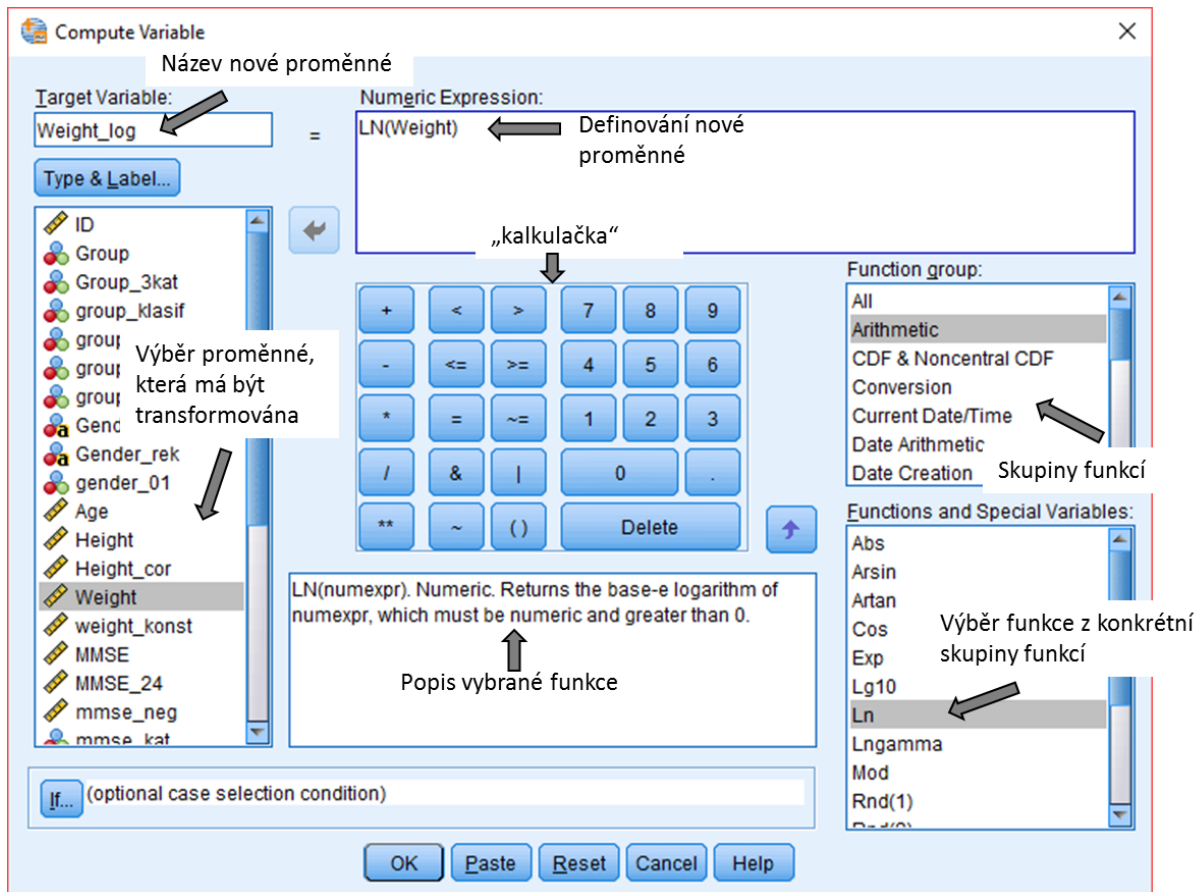 Compute Variable
Název nové proměnné
Target Variable:
Weight_log
=
Numeric Expression:
LN(Weight)
Definování nové
proměnné
Type & Label...
ID
Group
Group_3kat
group_klasif
Gend
Gender_rek
gender_01
Age
Height
Height_cor
Weight
weight_konst
MMSE
MMSE_24
mmse_neg
mmse_kat
Výběr proměnné,
která má být
transformována
„kalkulačka“
+ < > 7 8 9
- <= >= 4 5 6
* = ~= 1 2 3
/ & | 0 .
** ~ ( ) Delete
LN(numexpr). Numeric. Returns the base-e logarithm of
numexpr, which must be numeric and greater than 0.
Popis vybrané funkce
Function group:
All
Arithmetic
CDF & Noncentral CDF
Conversion
Current Date/Time
Date Arithmetic
Date Creation
Skupiny funkcí
Functions and Special Variables:
Abs
Arsin
Artan
Cos
Exp
Lg10
Ln
Lngamma
Mod
Rnd(1)
Výběr funkce z konkrétní
skupiny funkcí
If...
(optional case selection condition)
OK
Paste
Reset
Cancel
Help